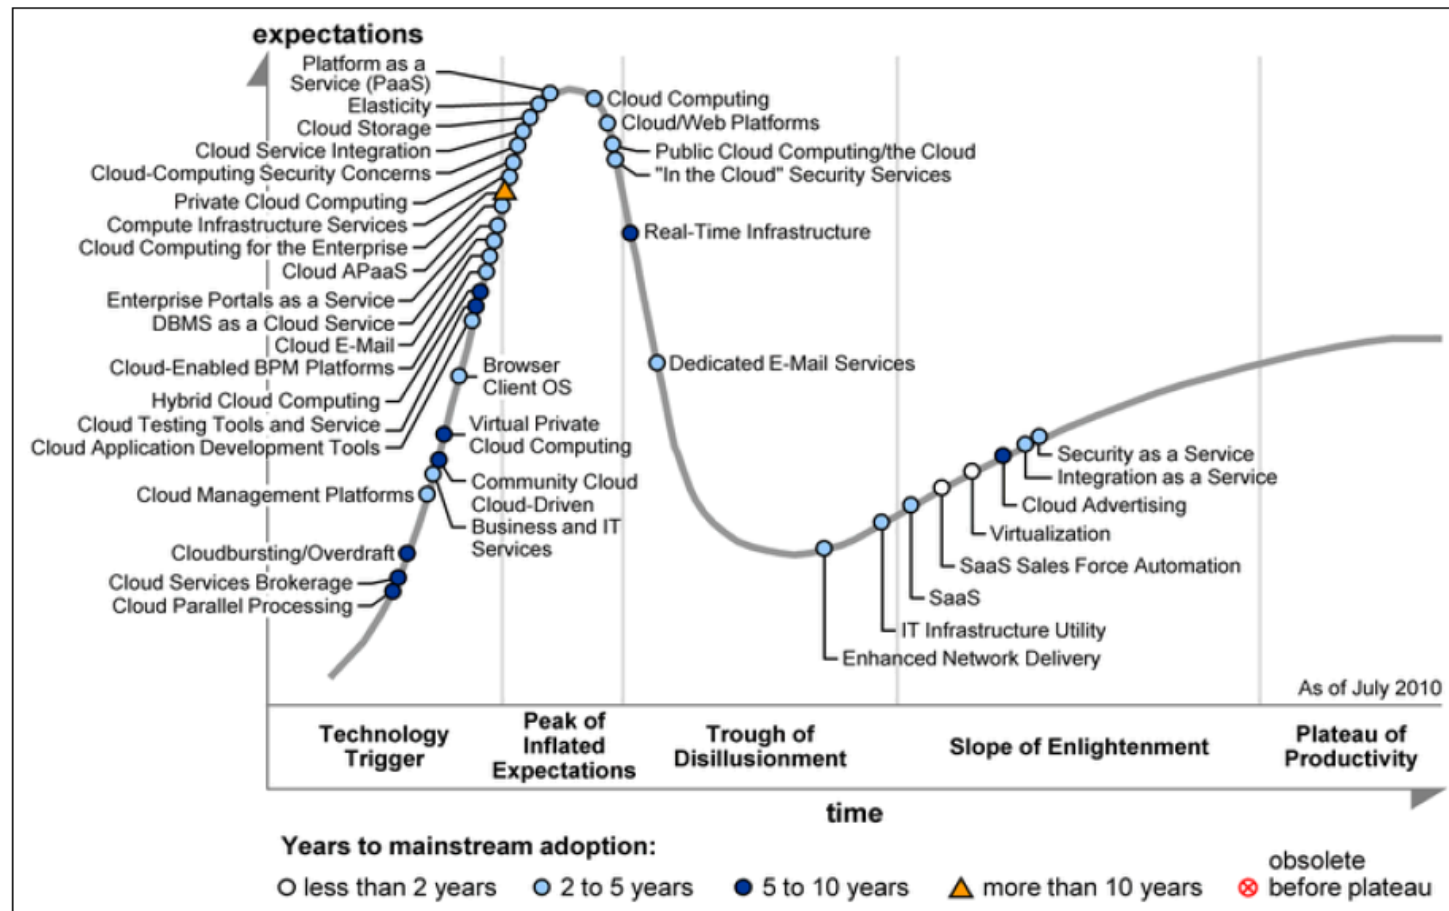 expectations
Platform as a
Service (PaaS)
Elasticity
Cloud Storage
Cloud Service Integration
Cloud-Computing Security Concerns
Private Cloud Computing
Compute Infrastructure Services
Cloud Computing for the Enterprise
Cloud APaaS
Enterprise Portals as a Service
DBMS as a Cloud Service
Cloud E-Mail
Cloud-Enabled BPM Platforms
Hybrid Cloud Computing
Cloud Testing Tools and Service
Cloud Application Development Tools
Cloud Management Platforms
Cloudbursting/Overdraft
Cloud Services Brokerage
Cloud Parallel Processing
Browser
Client OS
Virtual Private
Cloud Computing
Community Cloud
Cloud-Driven
Business and IT
Services
Cloud Computing
Cloud/Web Platforms
Public Cloud Computing/the Cloud
"In the Cloud" Security Services
Real-Time Infrastructure
Dedicated E-Mail Services
Security as a Service
Integration as a Service
Cloud Advertising
Virtualization
SaaS Sales Force Automation
SaaS
IT Infrastructure Utility
Enhanced Network Delivery
As of July 2010
Technology
Trigger
Peak of
Inflated
Expectations
Trough of
Disillusionment
Slope of Enlightenment
Plateau of
Productivity
time
Years to mainstream adoption:
less than 2 years
2 to 5 years
5 to 10 years
more than 10 years
obsolete
before plateau